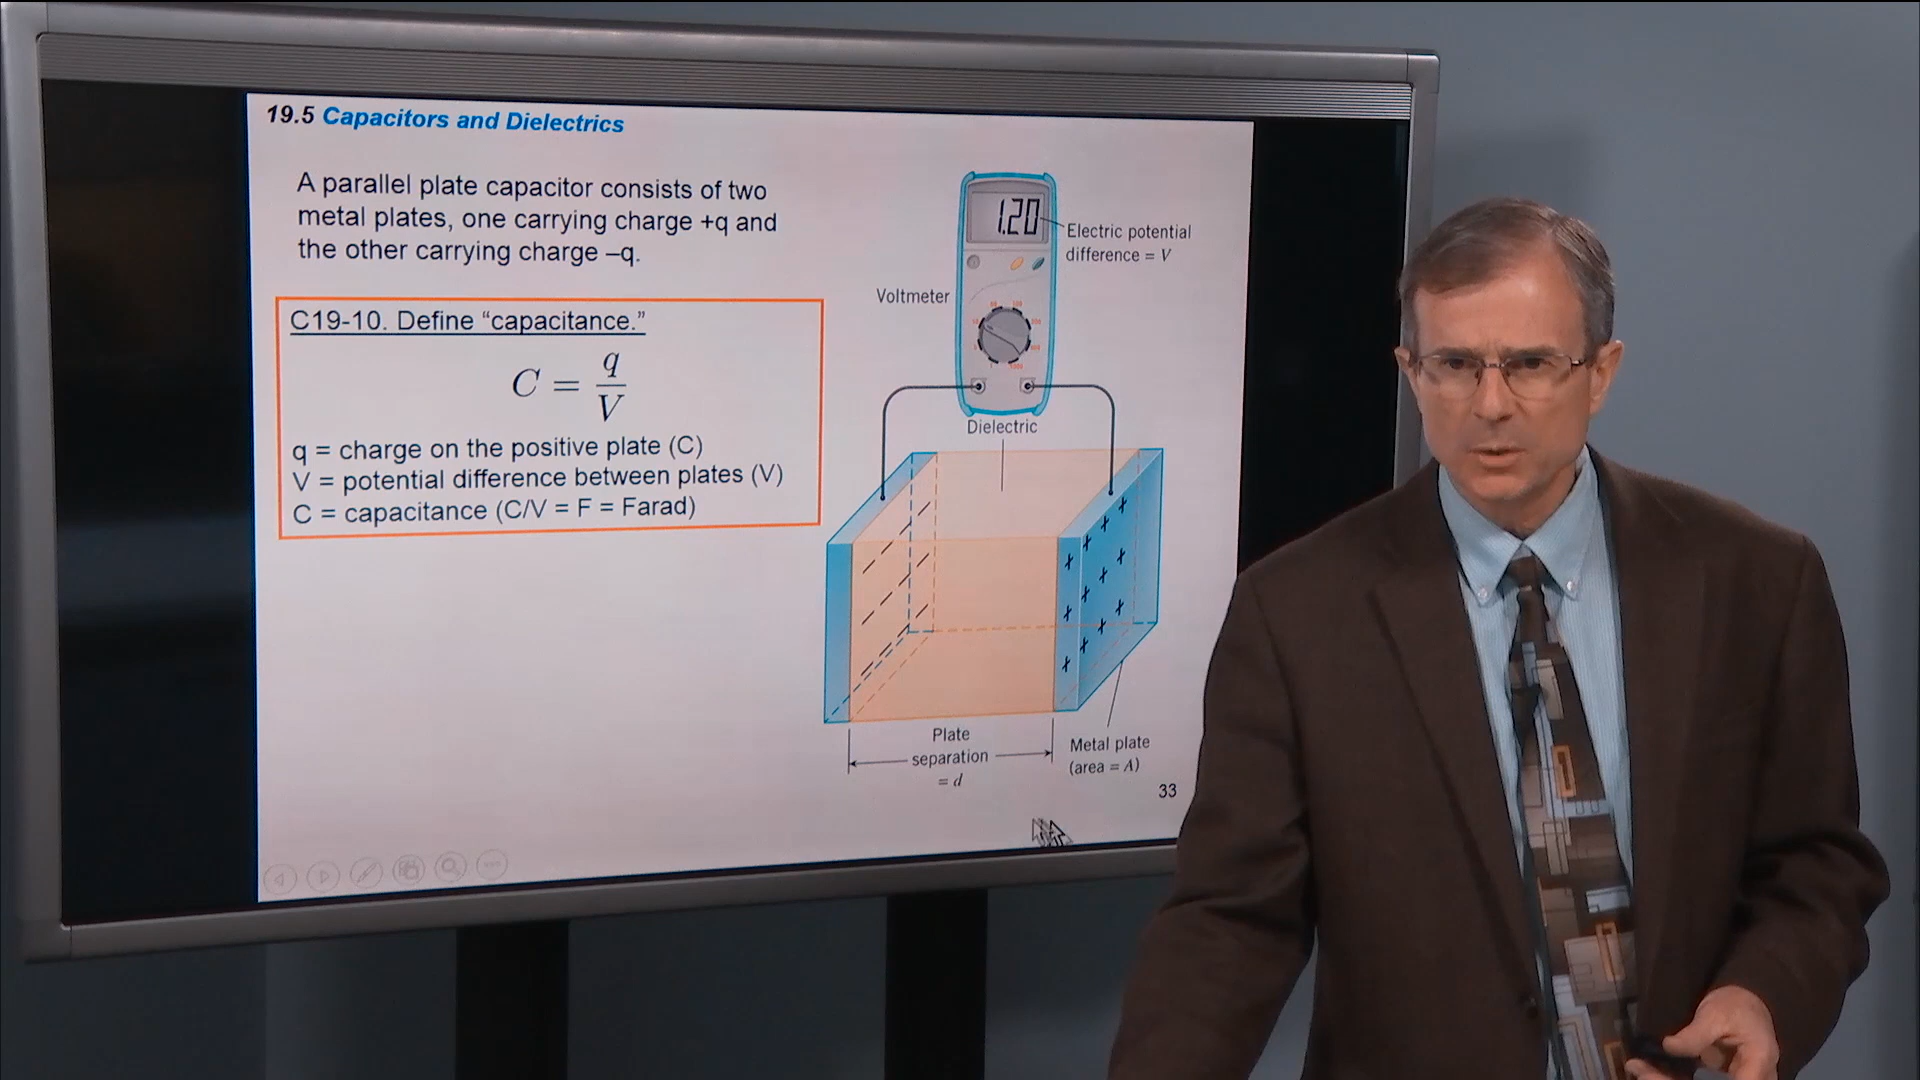 19.5 Capacitors and Dielectrics
A parallel plate capacitor consists of two
metal plates, one carrying charge +q and
the other carrying charge –q.
C19-10. Define “capacitance.”
C = q/V
q = charge on the positive plate (C)
V = potential difference between plates (V)
C = capacitance (C/V = F = Farad)
1.20
Electric potential
difference = V
Voltmeter
Dielectric
Plate
separation
= d
Metal plate
(area = A)
33